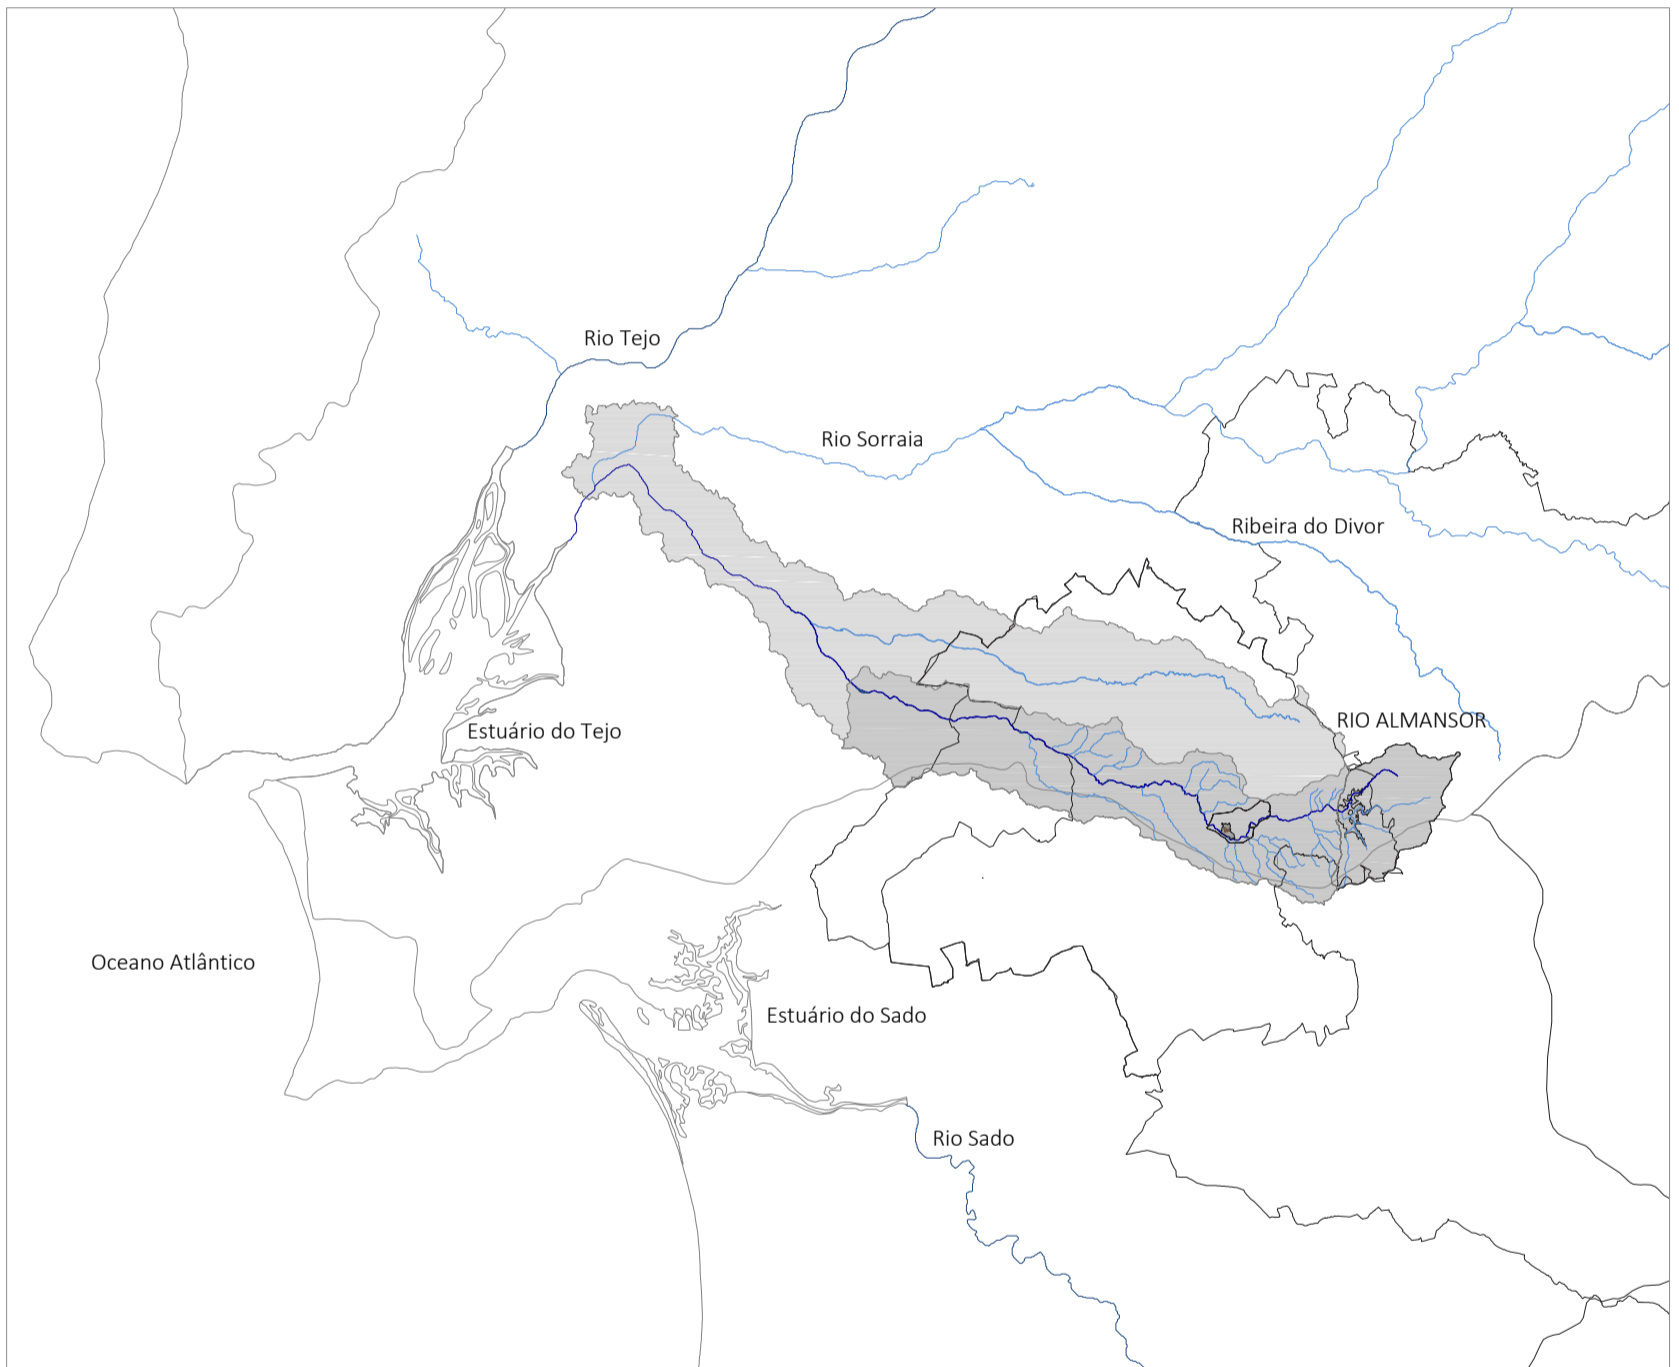 Rio Tejo
Rio Sorraia
Ribeira do Divor
RIO ALMANSOR
Estuário do Tejo
Oceano Atlântico
Estuário do Sado
Rio Sado